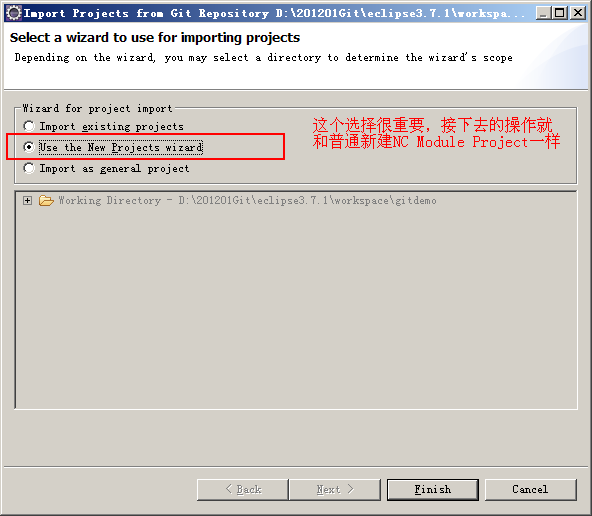 Import Projects from Git Repository D:\201201Git\eclipse3.7.1\workspa...
Select a wizard to use for importing projects
Depending on the wizard, you may select a directory to determine the wizard's scope
Wizard for project import
Import existing projects
Use the New Projects wizard
Import as general project
这个选择很重要，接下去的操作就
和普通新建NC Module Project一样
Working Directory - D:\201201Git\eclipse3.7.1\workspace\gitdemo
< Back
Next >
Finish
Cancel